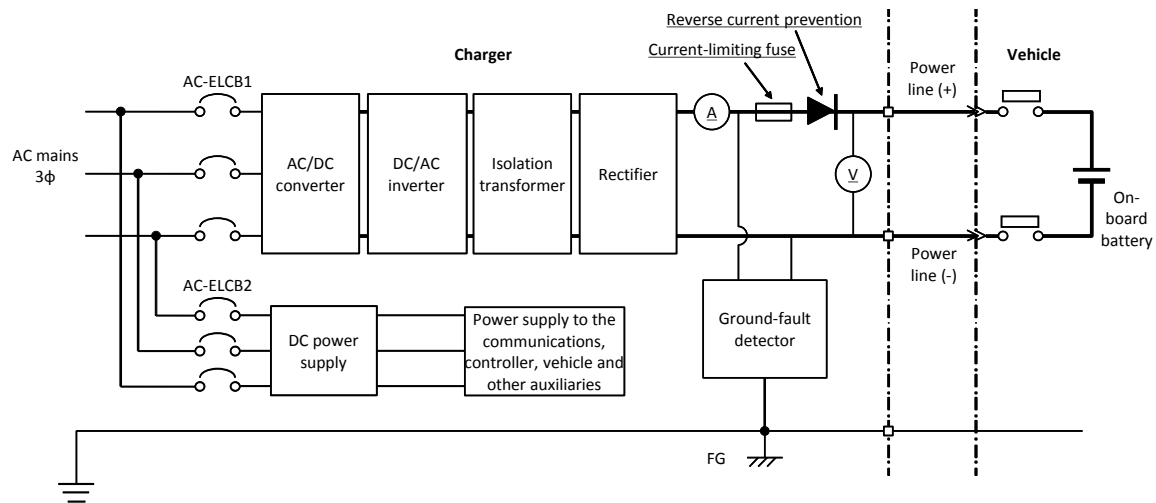 Reverse current prevention
Current-limiting fuse
Charger
Vehicle
AC-ELCB1
Power
line (+)
A
AC mains
3ϕ
AC/DC
converter
DC/AC
inverter
Isolation
transformer
Rectifier
V
On-
board
battery
Power
line (-)
AC-ELCB2
DC power
supply
Power supply to the
communications,
controller, vehicle and
other auxiliaries
Ground-fault
detector
FG